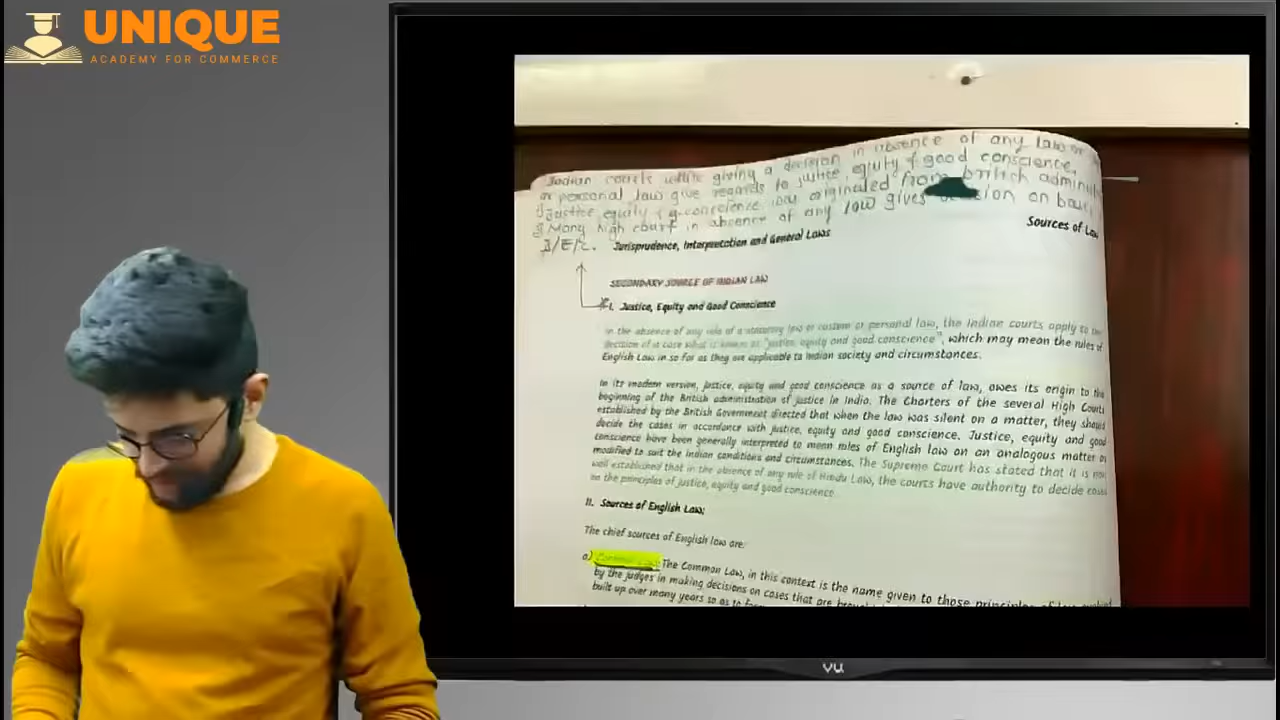 UNIQUE
ACADEMY FOR COMMERCE
Indian courts while giving a decision in absence of any law or
or personal law give regards to justice, equity & good conscience.
1) Justice equity & g. conscience was originated from british
2) Many high court in absence of any law gives on
J/E/C.
Sources of
Jurisprudence, Interpretation and General Laws
SECONDARY SOURCE OF INDIAN LAW
I. Justice, Equity and Good Conscience
In the absence of any rule of a statutory law or custom or personal law, the Indian courts apply to the
decision of a case what is known as "justice, equity and good conscience", which may mean the rules of
English Law in so far as they are applicable to Indian society and circumstances.
In its modern version, justice, equity and good conscience as a source of law, owes its origin to the
beginning of the British administration of justice in India. The Charters of the several High Courts
established by the British Government directed that when the law was silent on a matter, they should
decide the cases in accordance with justice, equity and good conscience. Justice, equity and good
conscience have been generally interpreted to mean rules of English law on an analogous matter as
modified to suit the Indian conditions and circumstances. The Supreme Court has stated that it is now
well established that in the absence of any rule of Hindu Law, the courts have authority to decide cases
on the principles of justice, equity and good conscience.
II. Sources of English Law:
The chief sources of English law are:
a) The Common Law, in this context is the name given to those principles of law
by the judges in making decisions on cases that are
built up over many years so as to
VU